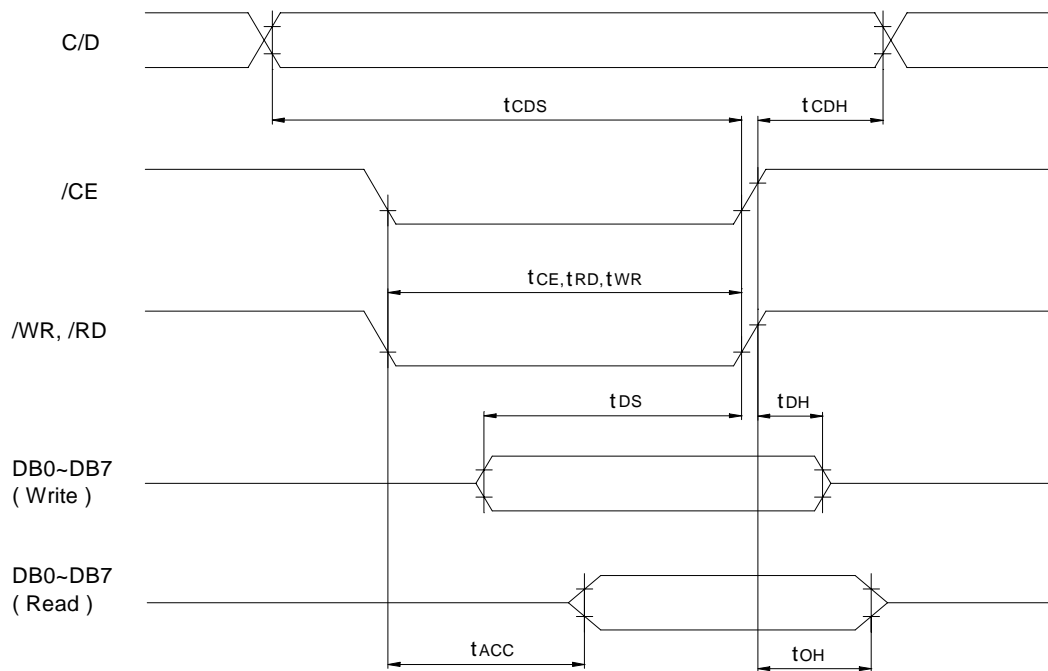 C/D
tCDS
tCDH
/CE
tCE,tRD,tWR
/WR, /RD
tDS
tDH
DB0~DB7
( Write )
DB0~DB7
( Read )
tACC
tOH